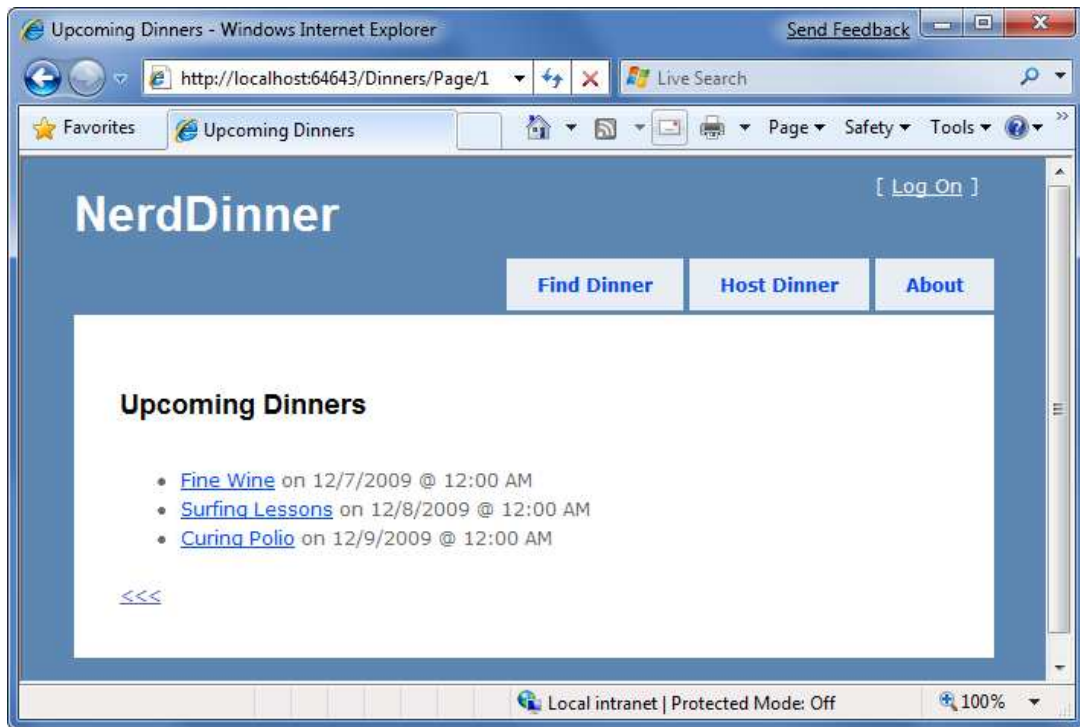 Upcoming Dinners - Windows Internet Explorer
Send Feedback
http://localhost:64643/Dinners/Page/1
Live Search
Favorites
Upcoming Dinners
Page
Safety
Tools
»
[ Log On ]
NerdDinner
Find Dinner
Host Dinner
About
Upcoming Dinners
• Fine Wine on 12/7/2009 @ 12:00 AM
• Surfing Lessons on 12/8/2009 @ 12:00 AM
• Curing Polio on 12/9/2009 @ 12:00 AM
<<<
Local intranet | Protected Mode: Off
100%